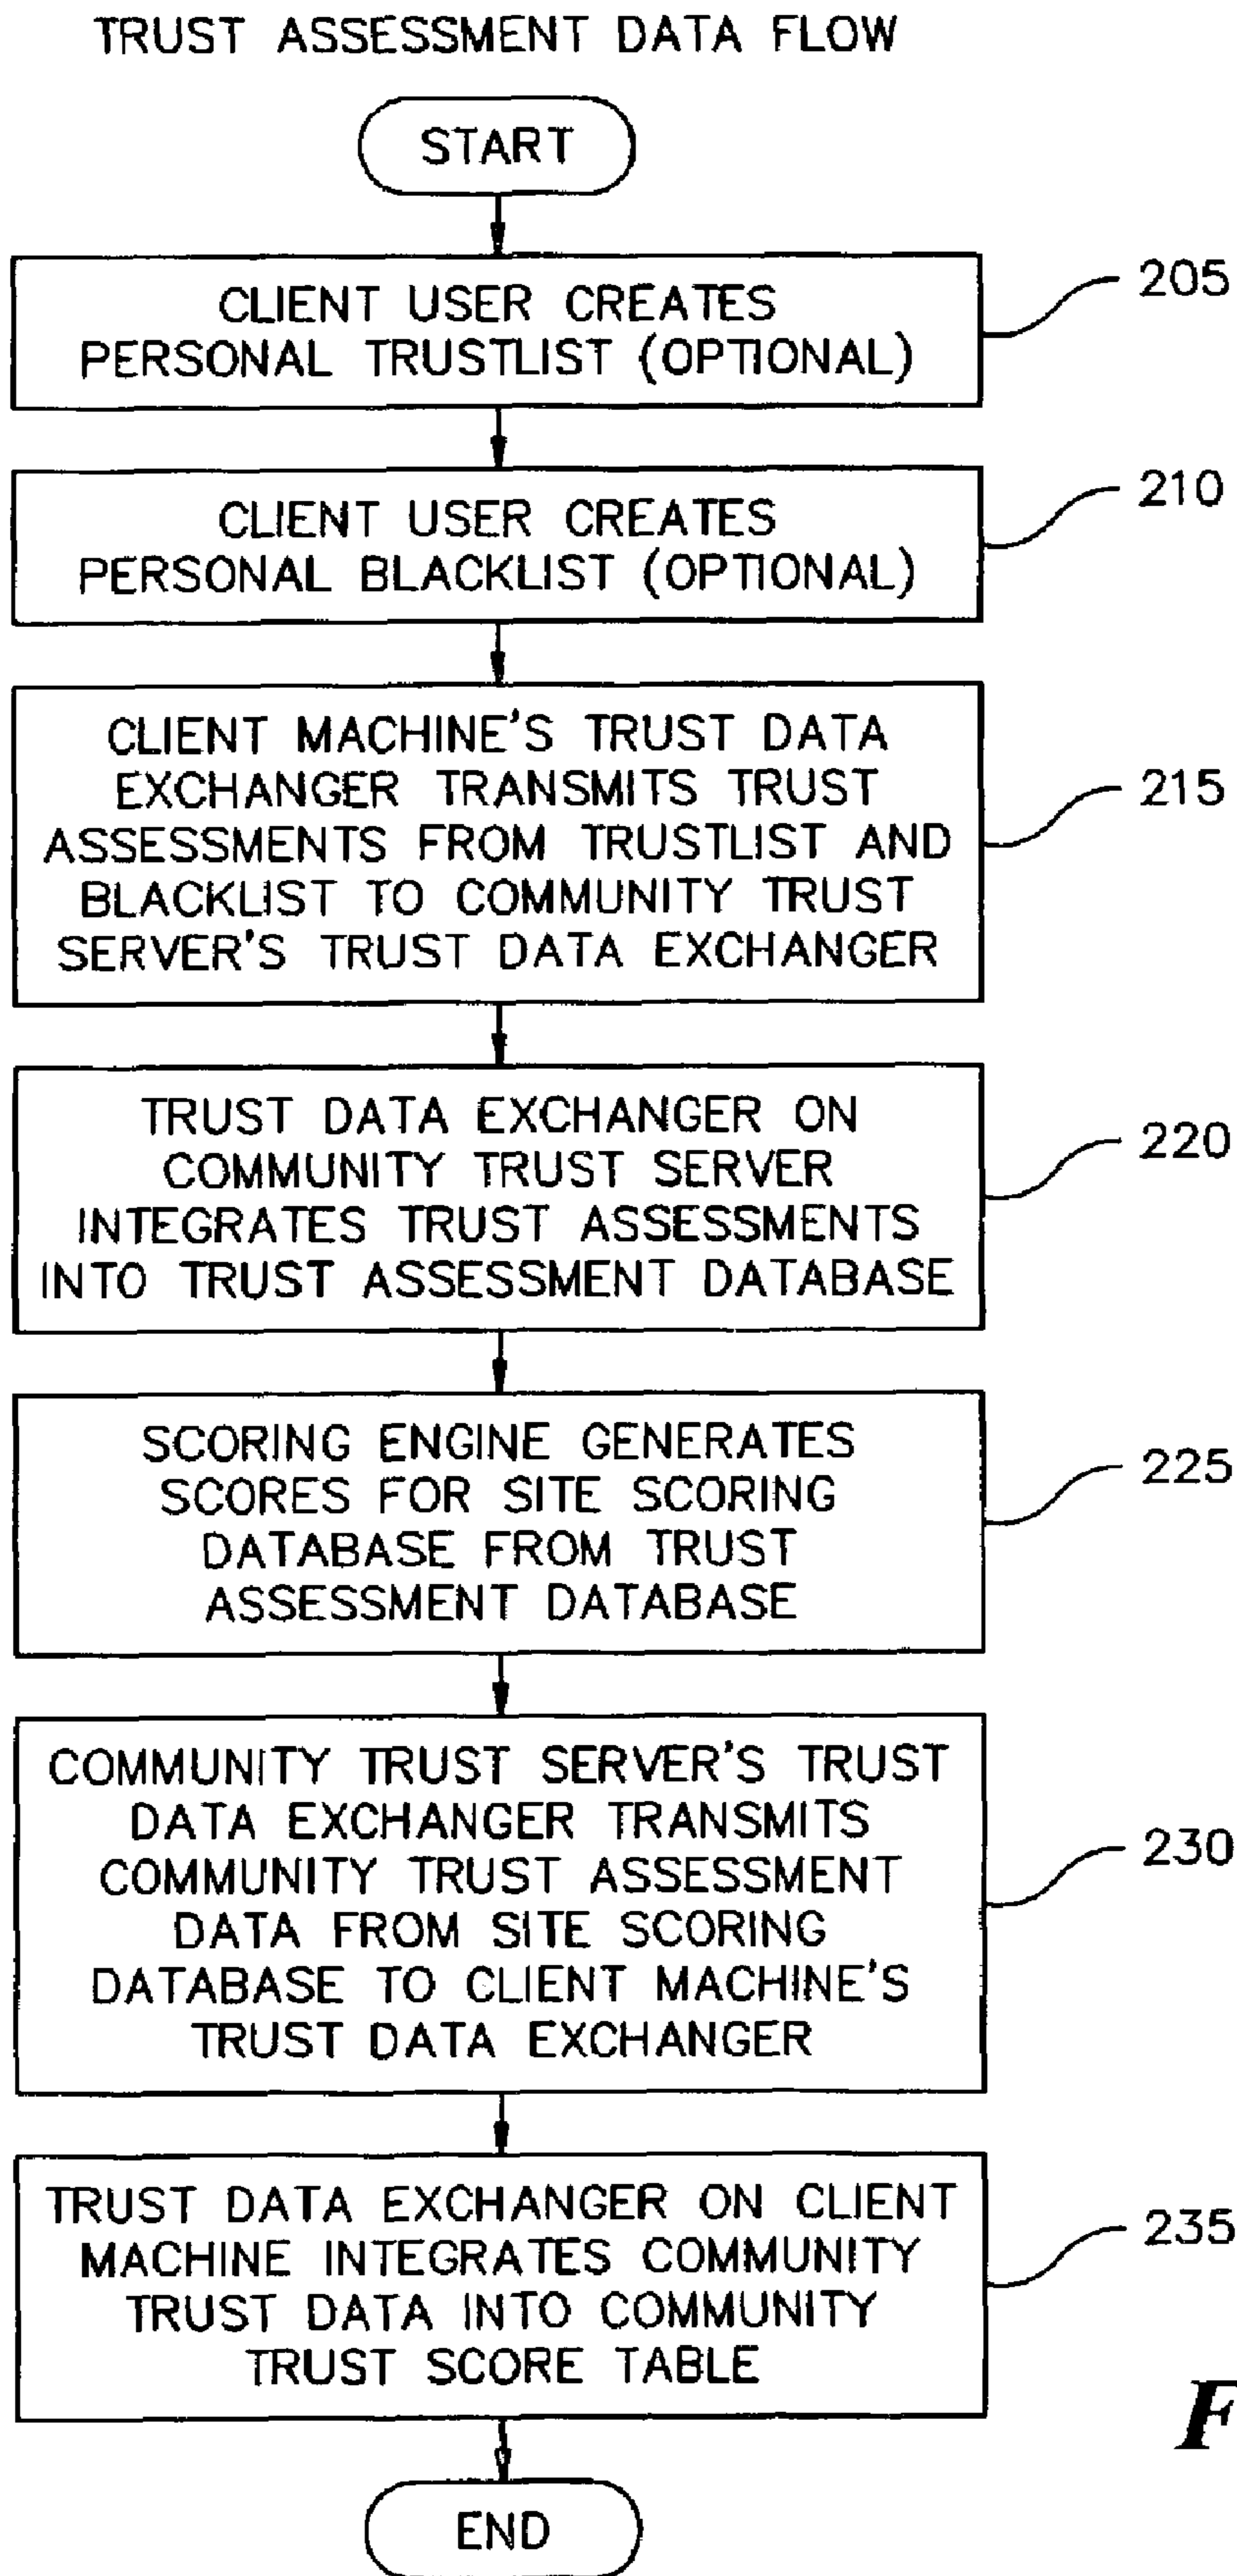 TRUST ASSESSMENT DATA FLOW
START
CLIENT USER CREATES
PERSONAL TRUSTLIST (OPTIONAL)
205
CLIENT USER CREATES
PERSONAL BLACKLIST (OPTIONAL)
210
CLIENT MACHINE'S TRUST DATA
EXCHANGER TRANSMITS TRUST
ASSESSMENTS FROM TRUSTLIST AND
BLACKLIST TO COMMUNITY TRUST
SERVER'S TRUST DATA EXCHANGER
215
TRUST DATA EXCHANGER ON
COMMUNITY TRUST SERVER
INTEGRATES TRUST ASSESSMENTS
INTO TRUST ASSESSMENT DATABASE
220
SCORING ENGINE GENERATES
SCORES FOR SITE SCORING
DATABASE FROM TRUST
ASSESSMENT DATABASE
225
COMMUNITY TRUST SERVER'S TRUST
DATA EXCHANGER TRANSMITS
COMMUNITY TRUST ASSESSMENT
DATA FROM SITE SCORING
DATABASE TO CLIENT MACHINE'S
TRUST DATA EXCHANGER
230
TRUST DATA EXCHANGER ON CLIENT
MACHINE INTEGRATES COMMUNITY
TRUST DATA INTO COMMUNITY
TRUST SCORE TABLE
235
F
END